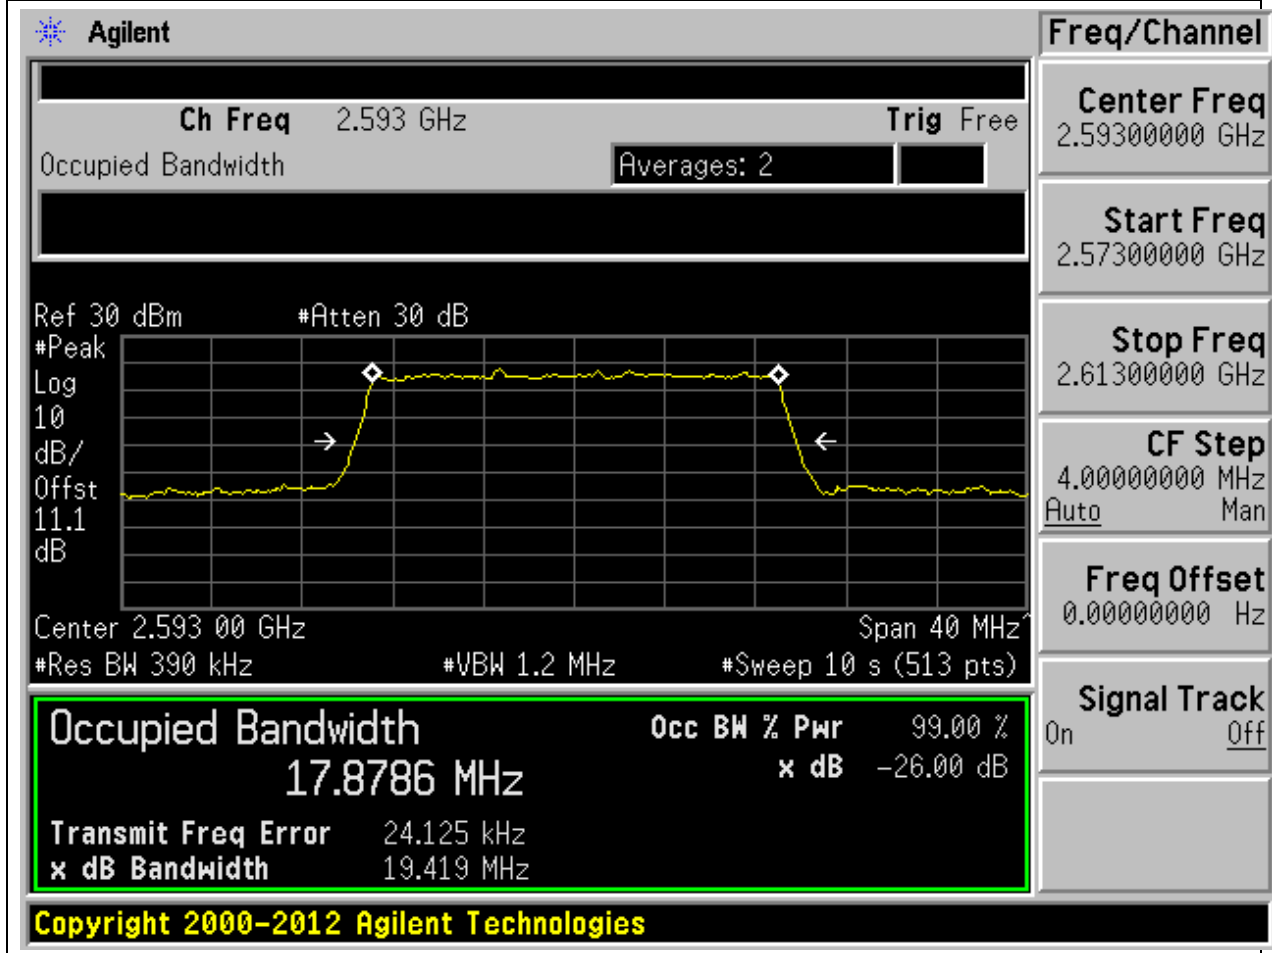 Agilent
Freq/Channel
Ch Freq 2.593 GHz Trig Free
Occupied Bandwidth Averages: 2
Center Freq
2.59300000 GHz
Start Freq
2.57300000 GHz
Stop Freq
2.61300000 GHz
CF Step
4.00000000 MHz
Auto Man
Freq Offset
0.00000000 Hz
Signal Track
On Off
Ref 30 dBm #Atten 30 dB
#Peak
Log
10
dB/
Offst
11.1
dB
Center 2.593 00 GHz Span 40 MHz^
#Res BW 390 kHz #VBW 1.2 MHz #Sweep 10 s (513 pts)
Occupied Bandwidth Occ BW % Pwr 99.00 %
17.8786 MHz x dB -26.00 dB
Transmit Freq Error 24.125 kHz
x dB Bandwidth 19.419 MHz
Copyright 2000-2012 Agilent Technologies